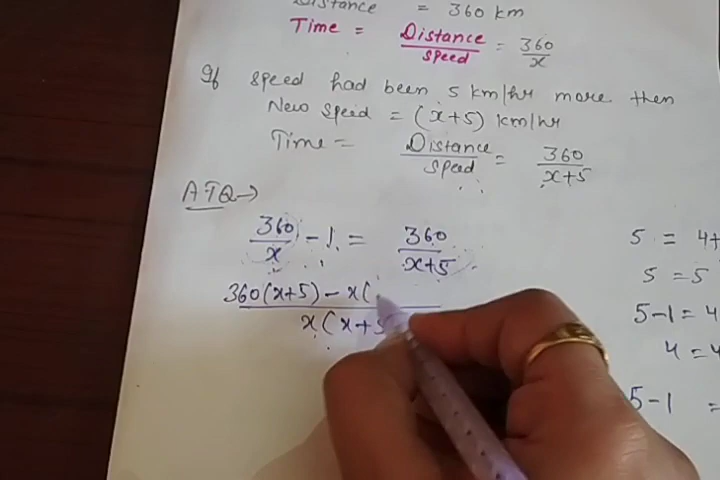 Distance = 360 km
Time = Distance/Speed = 360/x
If speed had been 5 km/hr more then
New Speed = (x+5) km/hr
Time = Distance/Speed = 360/x+5
ATQ→
360/x - 1 = 360/x+5
360(x+5) - x(
x(x+5
5 = 4+
5 = 5
5-1 = 4
4 = 4
5-1 =